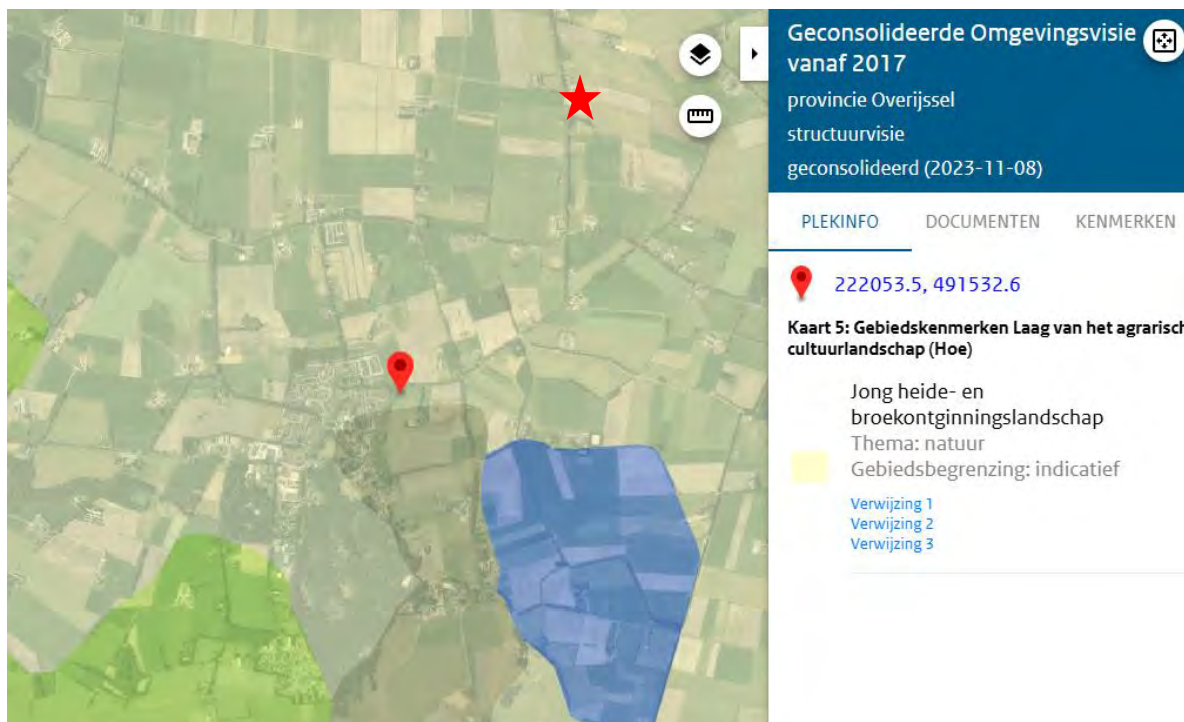 Geconsolideerde Omgevingsvisie
vanaf 2017
provincie Overijssel
structuurvisie
geconsolideerd (2023-11-08)
PLEKINFO DOCUMENTEN KENMERKEN
222053.5, 491532.6
Kaart 5: Gebiedskenmerken Laag van het agrarisch
cultuurlandschap (Hoe)
Jong heide- en
broekontginningslandschap
Thema: natuur
Gebiedsbegrenzing: indicatief
Verwijzing 1
Verwijzing 2
Verwijzing 3